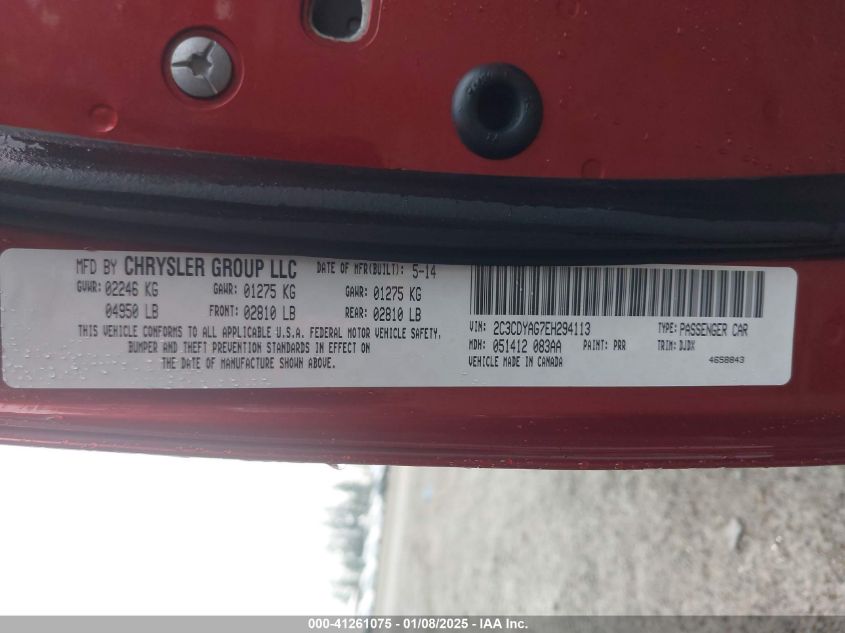 MFD BY CHRYSLER GROUP LLC DATE OF MFR(BUILT): 5-14
GVWR: 02246 KG GAWR: 01275 KG GAWR: 01275 KG
04950 LB FRONT: 02810 LB REAR: 02810 LB
THIS VEHICLE CONFORMS TO ALL APPLICABLE U.S.A. FEDERAL MOTOR VEHICLE SAFETY,
BUMPER AND THEFT PREVENTION STANDARDS IN EFFECT ON
THE DATE OF MANUFACTURE SHOWN ABOVE.
VIN: 2C3CDYAG7EH294113 TYPE: PASSENGER CAR
MDH: 051412 083AA PAINT: PRR TRIM: DJDX
VEHICLE MADE IN CANADA 4658843
000-41261075 - 01/08/2025 - IAA Inc.